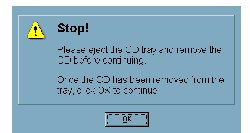 Stop!
Please eject the CD tray and remove the
CD before continuing.
Once the CD has been removed from the
tray, click OK to continue
OK